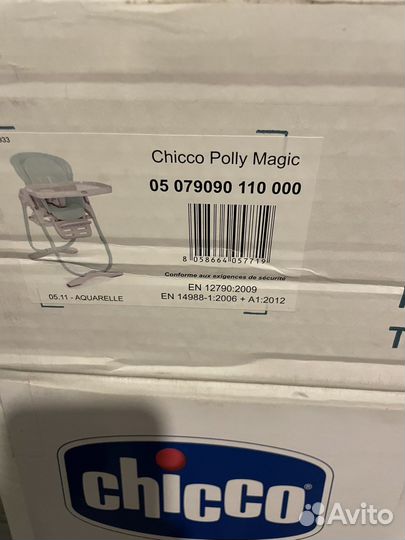 933
Chicco Polly Magic
05 079090 110 000
8 058664 057719
Conforme aux exigences de sécurité
EN 12790:2009
EN 14988-1:2006 + A1:2012
05.11 - AQUARELLE
T
chicco
Avito